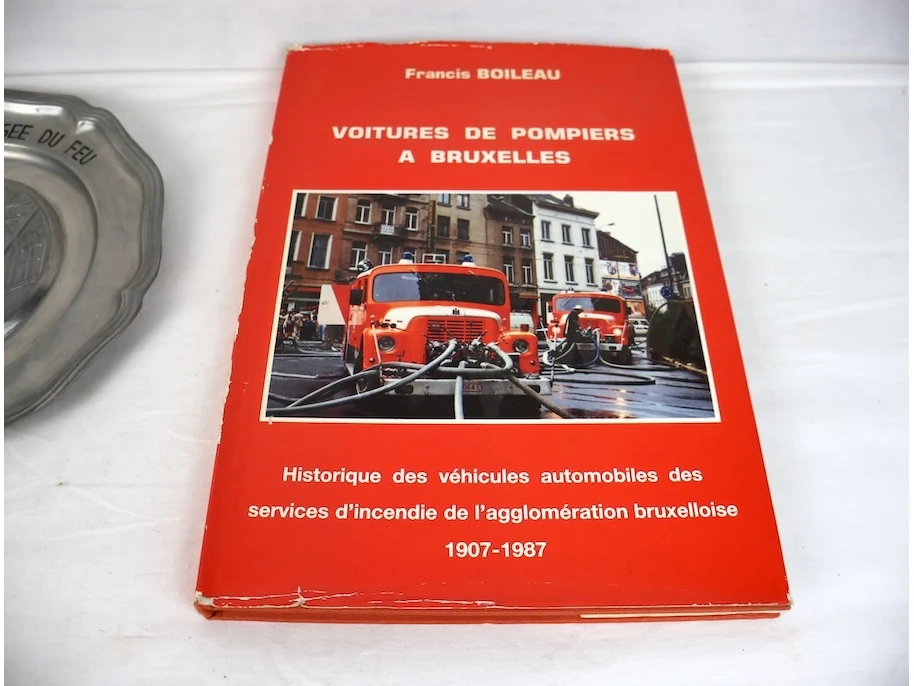 Francis BOILEAU
VOITURES DE POMPIERS
A BRUXELLES
Historique des véhicules automobiles des
services d'incendie de l'agglomération bruxelloise
1907-1987
DU FEU